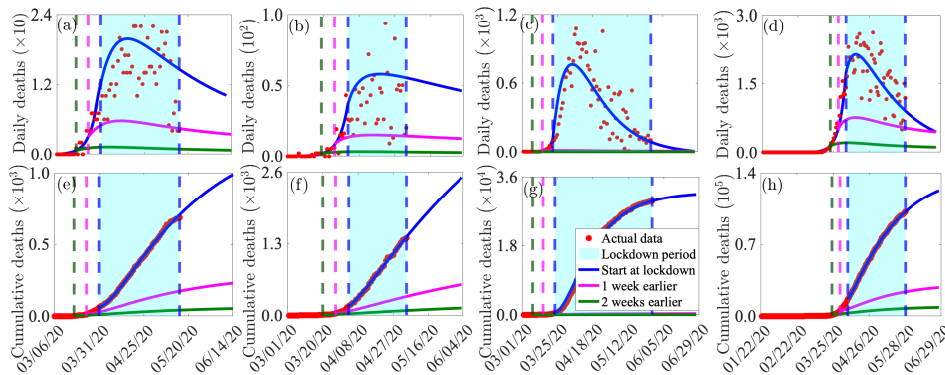 (a)
Daily deaths (×10)
2.4
1.2
0.0
(b)
Daily deaths (10²)
1.0
0.5
0.0
(c)
Daily deaths (×10³)
1.2
0.6
0.0
(d)
Daily deaths (×10³)
3.0
1.5
0.0
(e)
Cumulative deaths (×10³)
1.0
0.5
0.0
03/06/20
03/31/20
04/25/20
05/20/20
06/14/20
(f)
Cumulative deaths (×10³)
2.6
1.3
0.0
03/01/20
03/20/20
04/08/20
04/27/20
05/16/20
06/04/20
(g)
Cumulative deaths (×10⁴)
3.6
1.8
0.0
03/01/20
03/25/20
04/18/20
05/12/20
06/05/20
06/29/20
Actual data
Lockdown period
Start at lockdown
1 week earlier
2 weeks earlier
(h)
Cumulative deaths (10⁵)
1.4
0.7
0.0
01/22/20
02/22/20
03/25/20
04/26/20
05/28/20
06/29/20